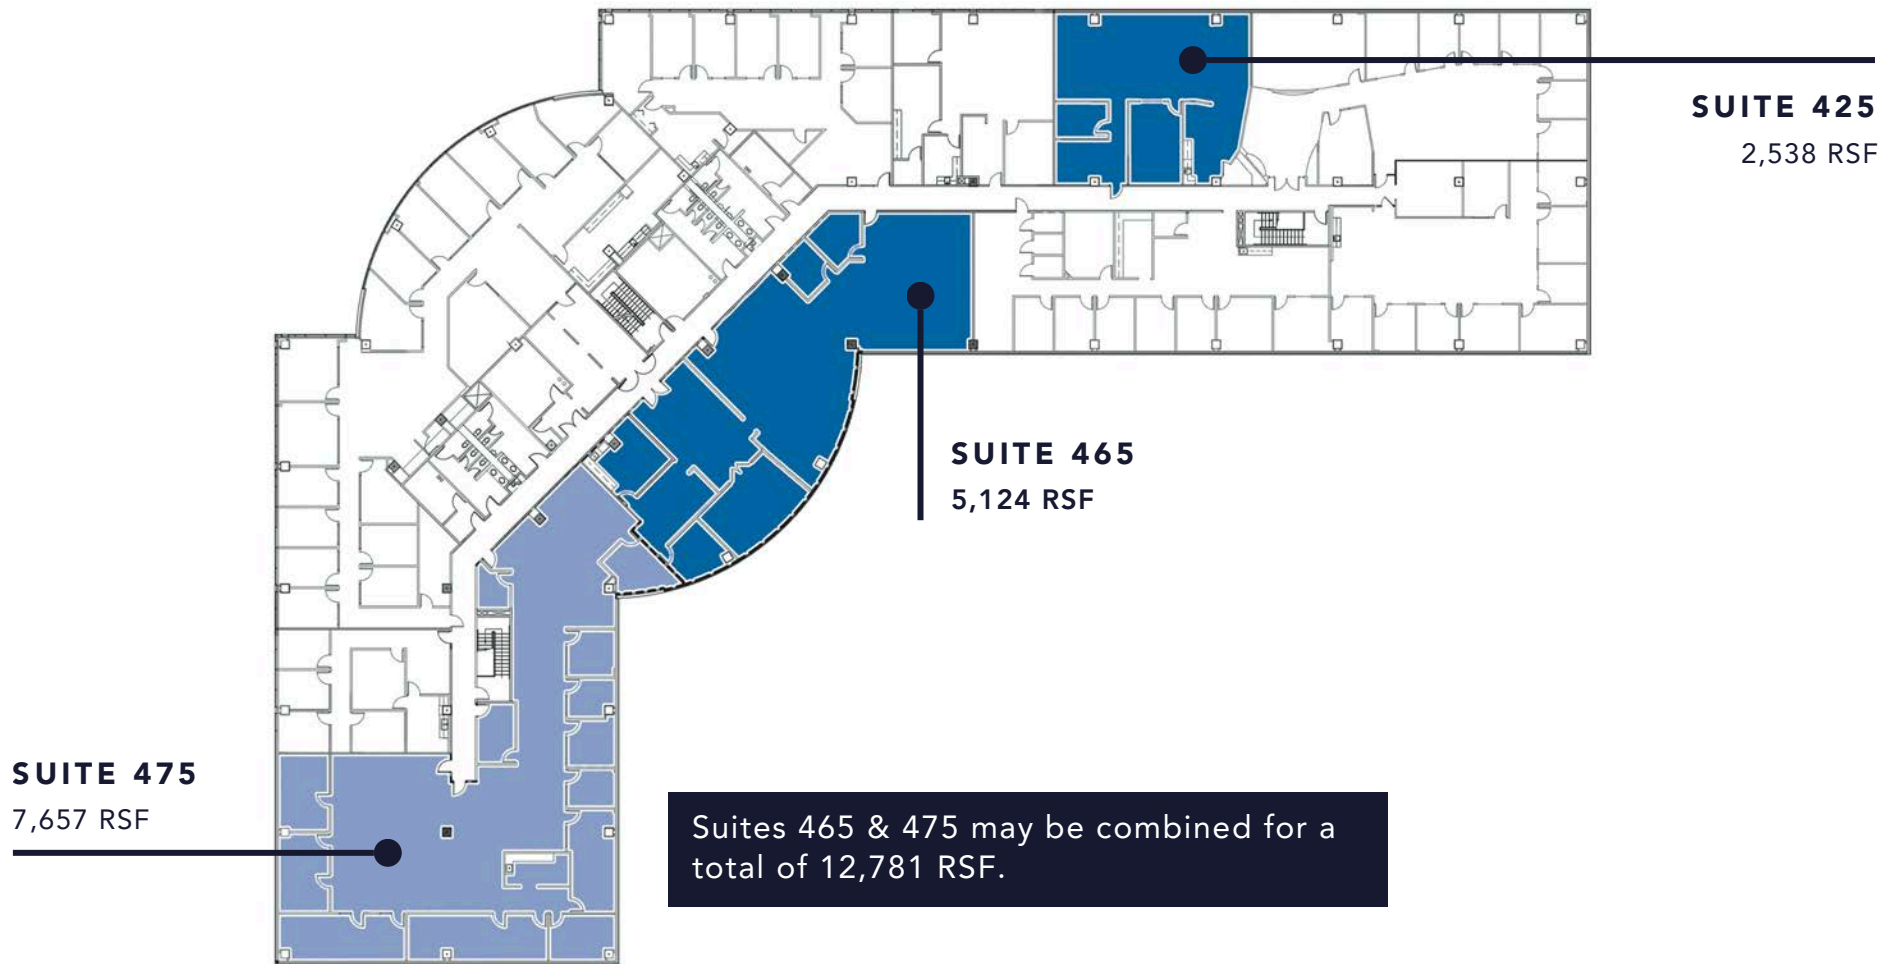 SUITE 425
2,538 RSF
SUITE 465
5,124 RSF
SUITE 475
7,657 RSF
Suites 465 & 475 may be combined for a
total of 12,781 RSF.